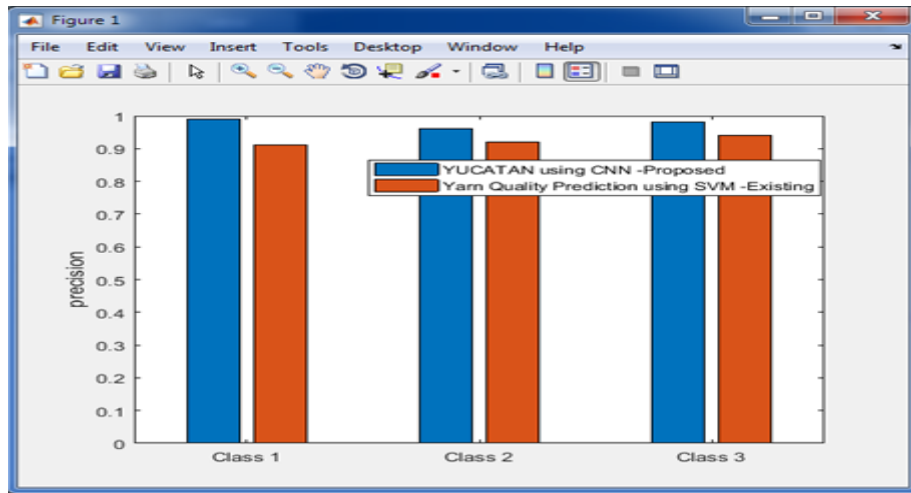 Figure 1
File Edit View Insert Tools Desktop Window Help
1
0.9
0.8
0.7
0.6
0.5
0.4
0.3
0.2
0.1
0
precision
YUCATAN using CNN -Proposed
Yarn Quality Prediction using SVM -Existing
Class 1 Class 2 Class 3